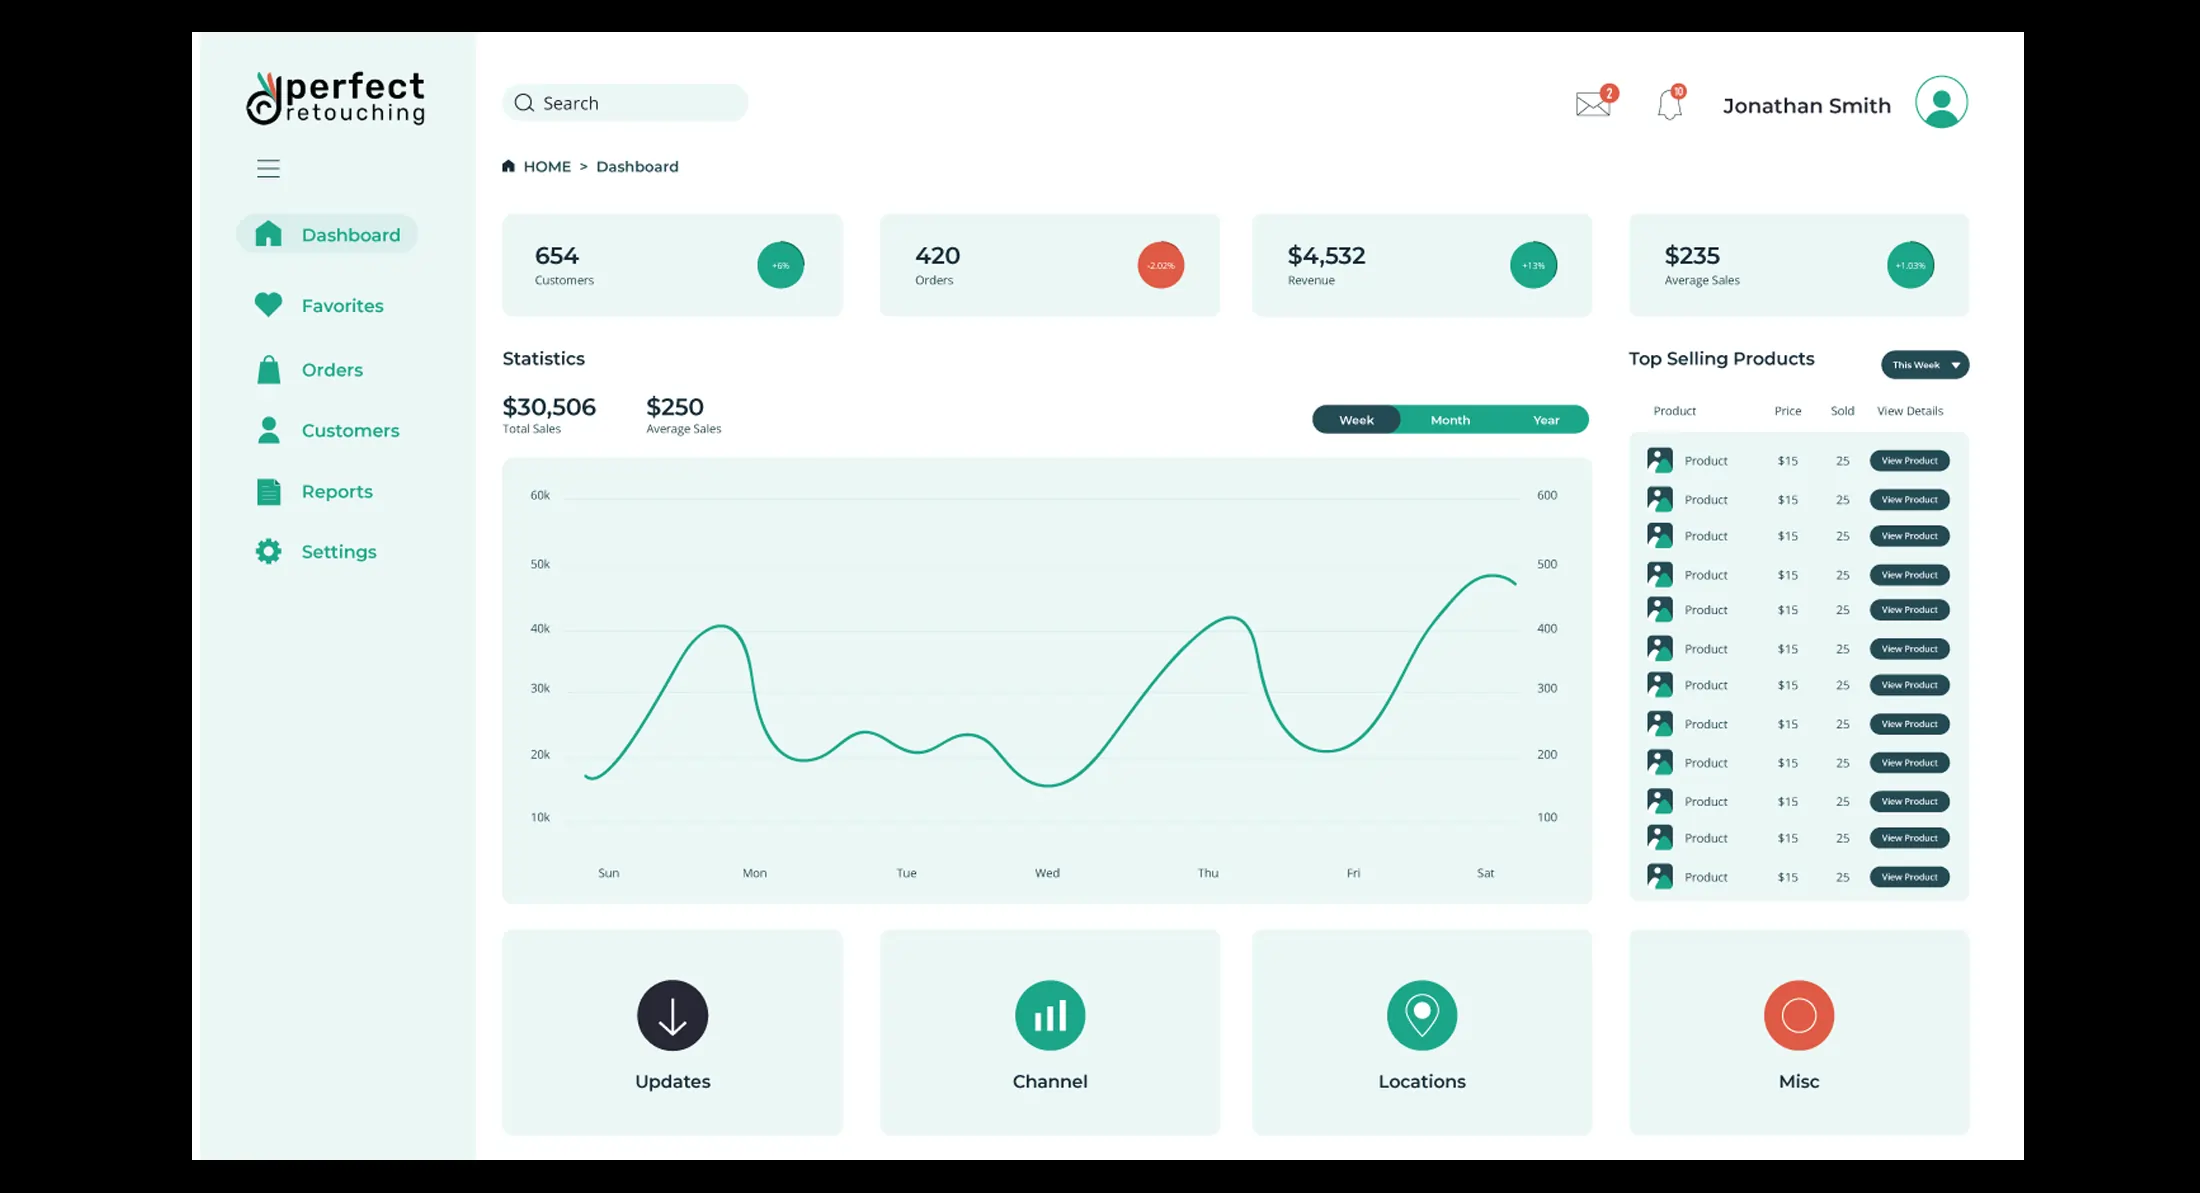 perfect
retouching
Search
2
10
Jonathan Smith
HOME > Dashboard
Dashboard
Favorites
Orders
Customers
Reports
Settings
654
Customers
+6%
420
Orders
-2.02%
$4,532
Revenue
+13%
$235
Average Sales
+1.03%
Statistics
$30,506
Total Sales
$250
Average Sales
Week Month Year
60k 600
50k 500
40k 400
30k 300
20k 200
10k 100
Sun Mon Tue Wed Thu Fri Sat
Top Selling Products
This Week
Product Price Sold View Details
Product $15 25 View Product
Product $15 25 View Product
Product $15 25 View Product
Product $15 25 View Product
Product $15 25 View Product
Product $15 25 View Product
Product $15 25 View Product
Product $15 25 View Product
Product $15 25 View Product
Product $15 25 View Product
Product $15 25 View Product
Product $15 25 View Product
Updates
Channel
Locations
Misc